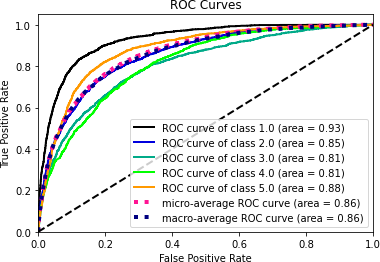 ROC Curves
True Positive Rate
1.0
0.8
0.6
0.4
0.2
0.0
ROC curve of class 1.0 (area = 0.93)
ROC curve of class 2.0 (area = 0.85)
ROC curve of class 3.0 (area = 0.81)
ROC curve of class 4.0 (area = 0.81)
ROC curve of class 5.0 (area = 0.88)
micro-average ROC curve (area = 0.86)
macro-average ROC curve (area = 0.86)
0.0 0.2 0.4 0.6 0.8 1.0
False Positive Rate